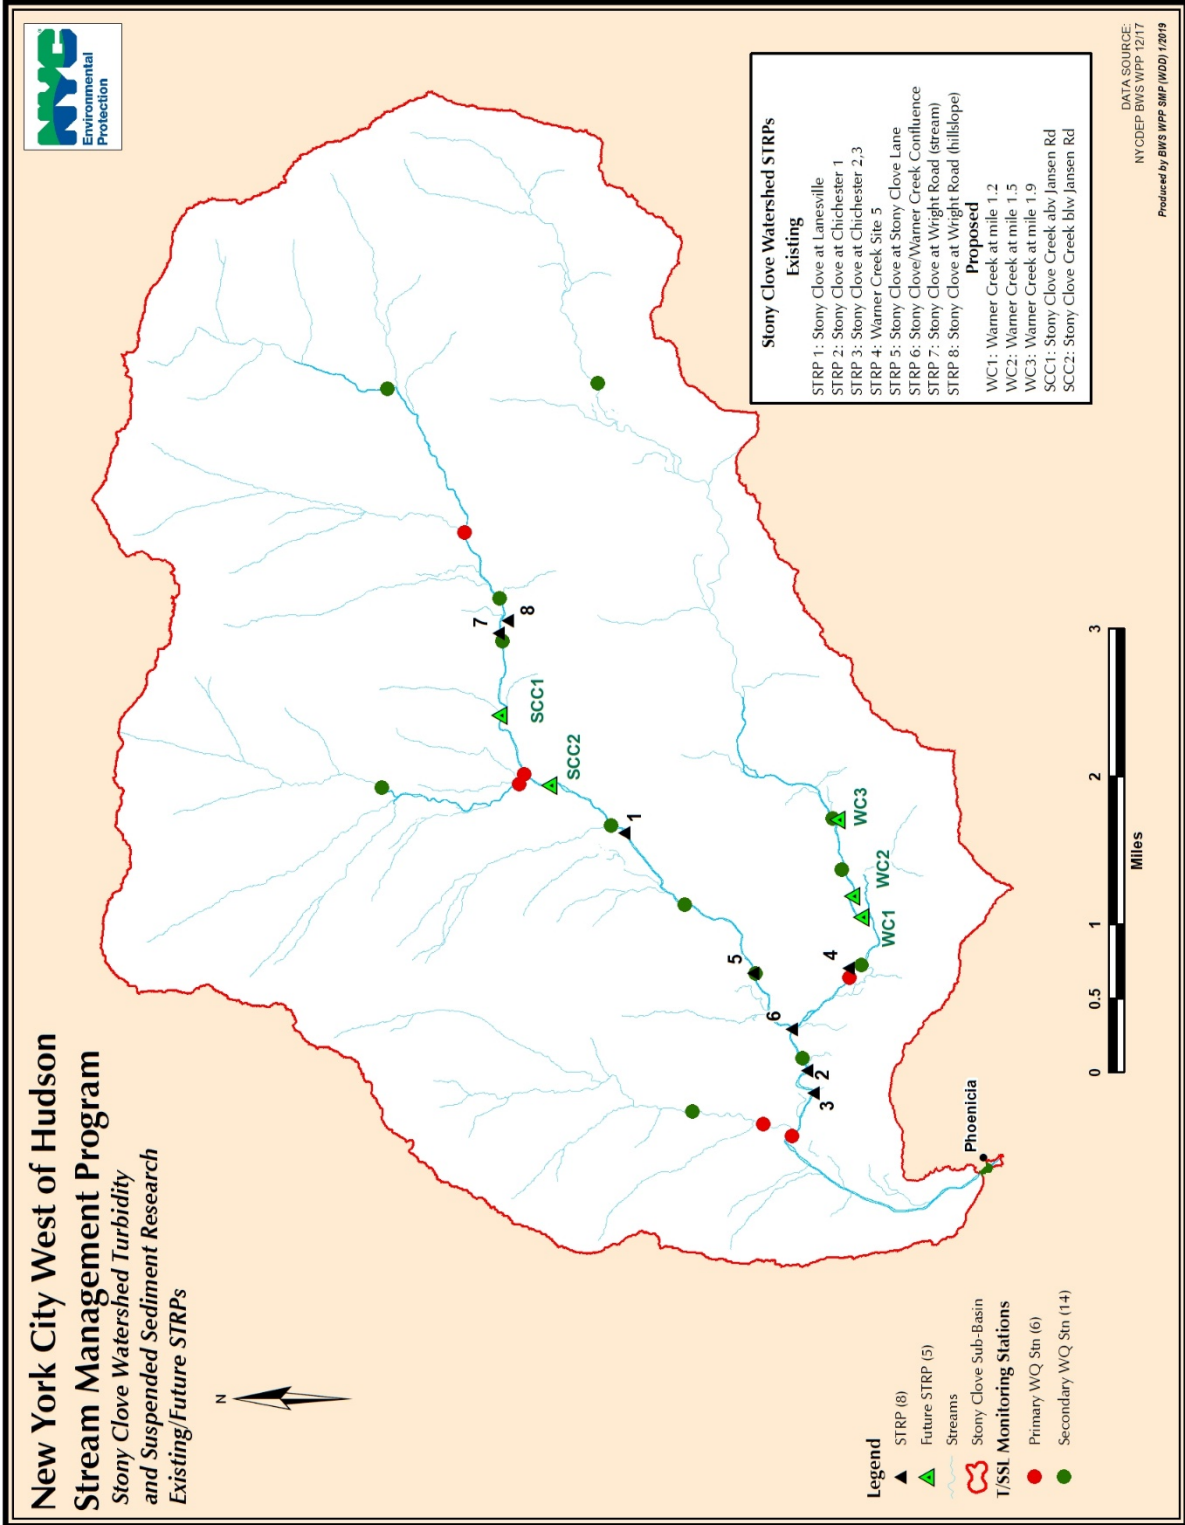 New York City West of Hudson
Stream Management Program
Stony Clove Watershed Turbidity
and Suspended Sediment Research
Existing/Future STRPs
NYC
Environmental
Protection
N
7
8
SCC1
SCC2
1
5
6
4
WC3
WC2
WC1
2
3
Phoenicia
Legend
STRP (8)
Future STRP (5)
Streams
Stony Clove Sub-Basin
T/SSL Monitoring Stations
Primary WQ Stn (6)
Secondary WQ Stn (14)
0 0.5 1 2 3
Miles
Stony Clove Watershed STRPs
Existing
STRP 1: Stony Clove at Lanesville
STRP 2: Stony Clove at Chichester 1
STRP 3: Stony Clove at Chichester 2,3
STRP 4: Warner Creek Site 5
STRP 5: Stony Clove at Stony Clove Lane
STRP 6: Stony Clove/Warner Creek Confluence
STRP 7: Stony Clove at Wright Road (stream)
STRP 8: Stony Clove at Wright Road (hillslope)
Proposed
WC1: Warner Creek at mile 1.2
WC2: Warner Creek at mile 1.5
WC3: Warner Creek at mile 1.9
SCC1: Stony Clove Creek abv Jansen Rd
SCC2: Stony Clove Creek blw Jansen Rd
DATA SOURCE:
NYCDEP BWS WPP 12/17
Produced by BWS WPP SMP (WDD) 1/2019